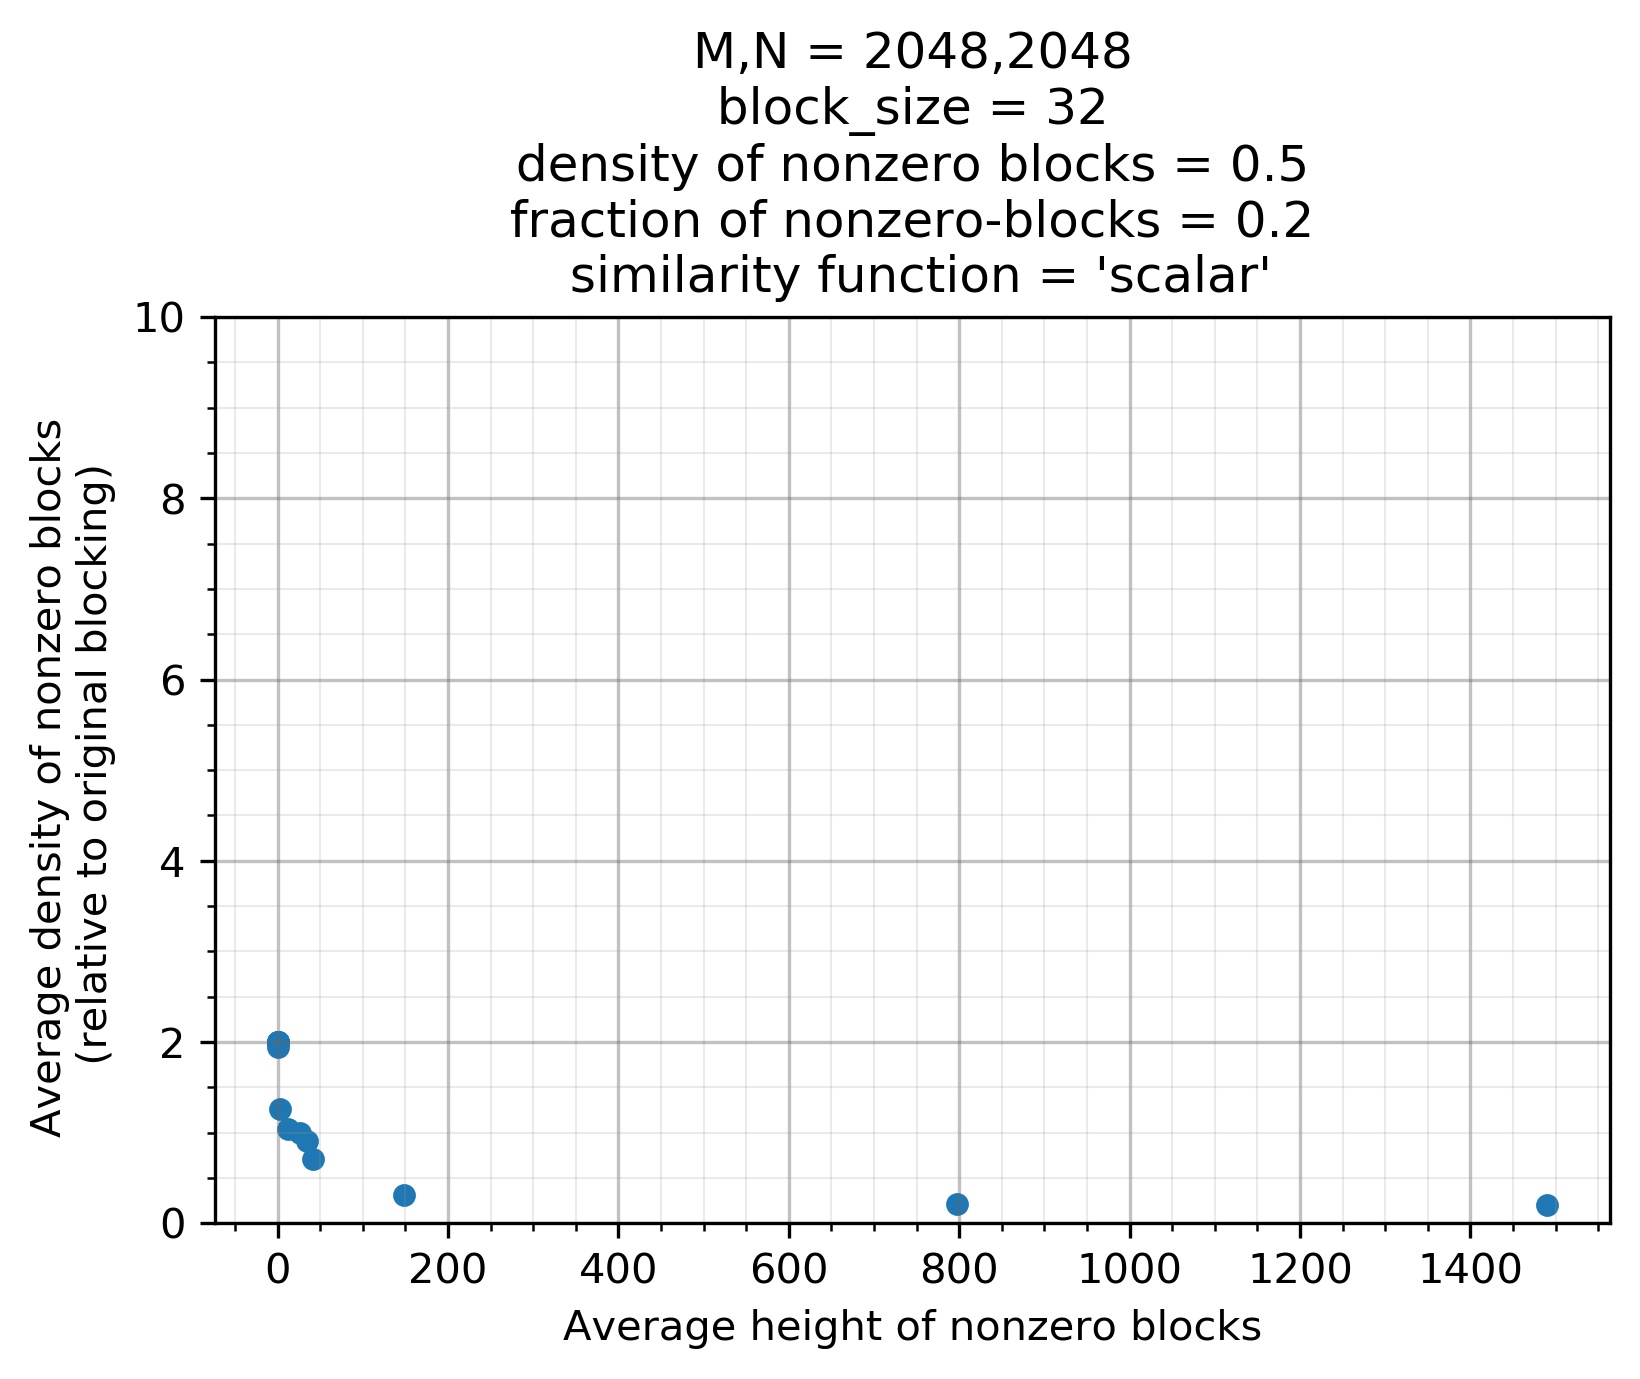 M,N = 2048,2048
block_size = 32
density of nonzero blocks = 0.5
fraction of nonzero-blocks = 0.2
similarity function = 'scalar'
10
8
6
4
2
0
Average density of nonzero blocks
(relative to original blocking)
0 200 400 600 800 1000 1200 1400
Average height of nonzero blocks